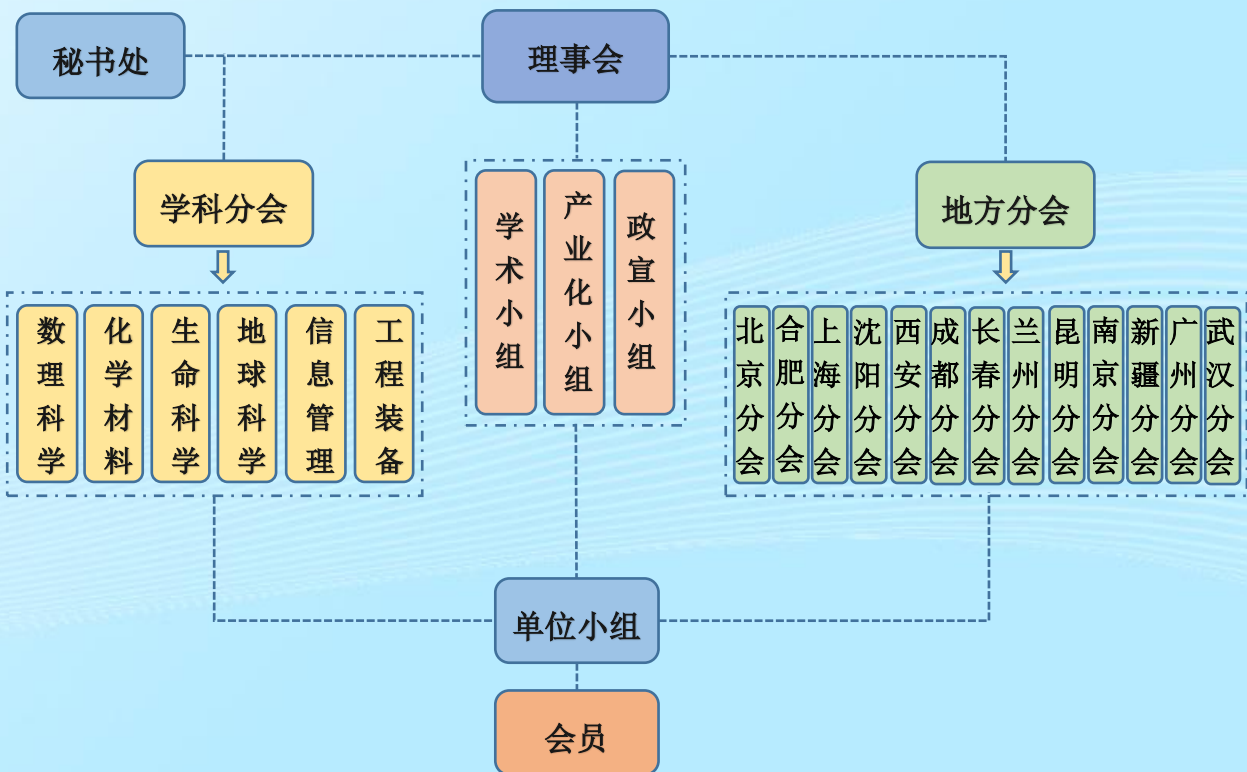 秘书处
理事会
学科分会
学术小组
产业化小组
政宣小组
地方分会
数理科学
化学材料
生命科学
地球科学
信息管理
工程装备
北京分会
合肥分会
上海分会
沈阳分会
西安分会
成都分会
长春分会
兰州分会
昆明分会
南京分会
新疆分会
广州分会
武汉分会
单位小组
会员